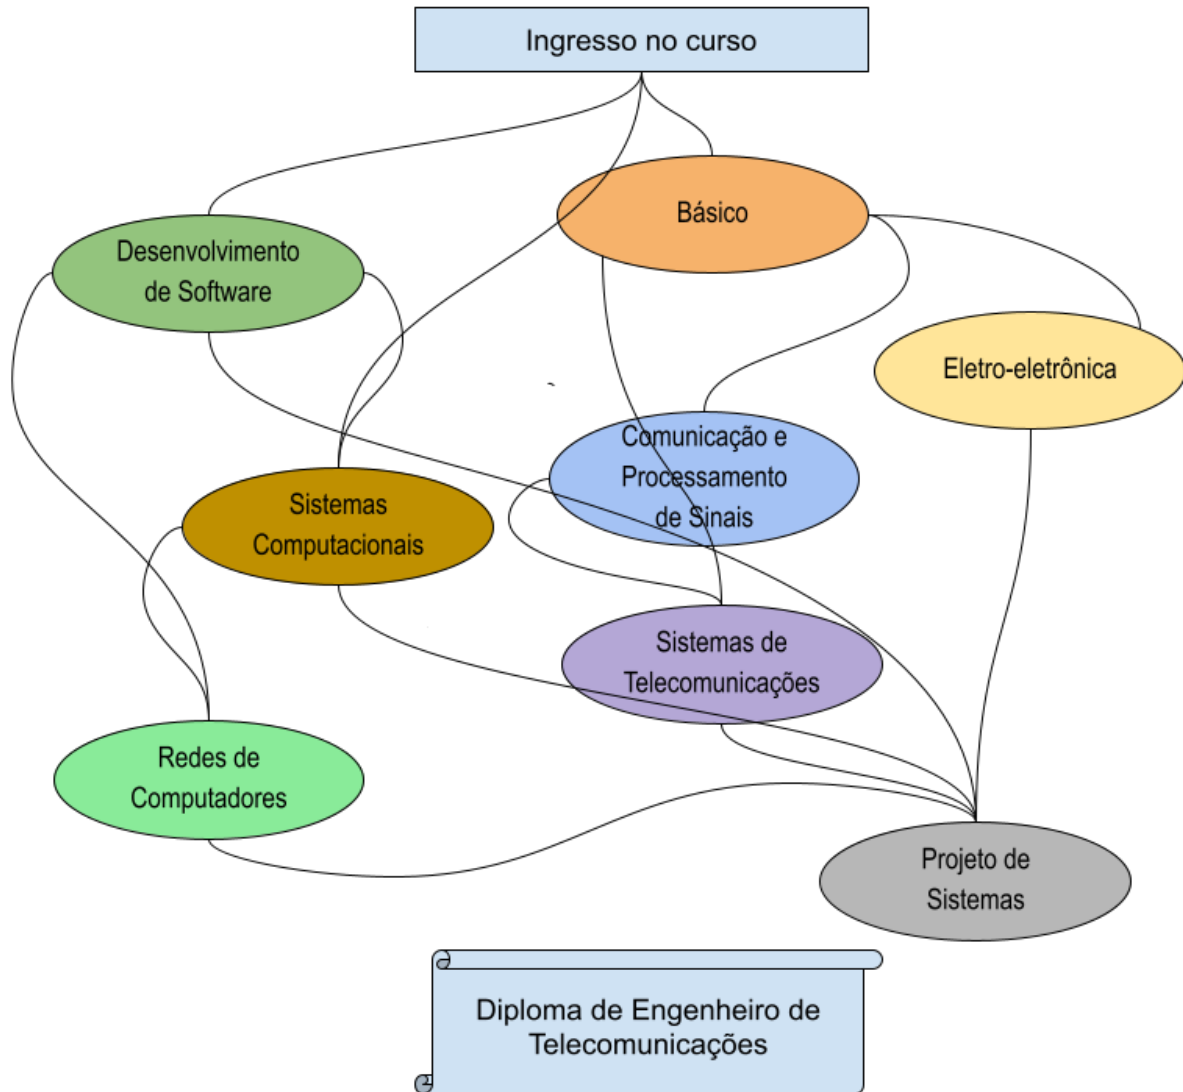 Ingresso no curso
Básico
Desenvolvimento
de Software
Eletro-eletrônica
Comunicação e
Processamento
de Sinais
Sistemas
Computacionais
Sistemas de
Telecomunicações
Redes de
Computadores
Projeto de
Sistemas
Diploma de Engenheiro de
Telecomunicações